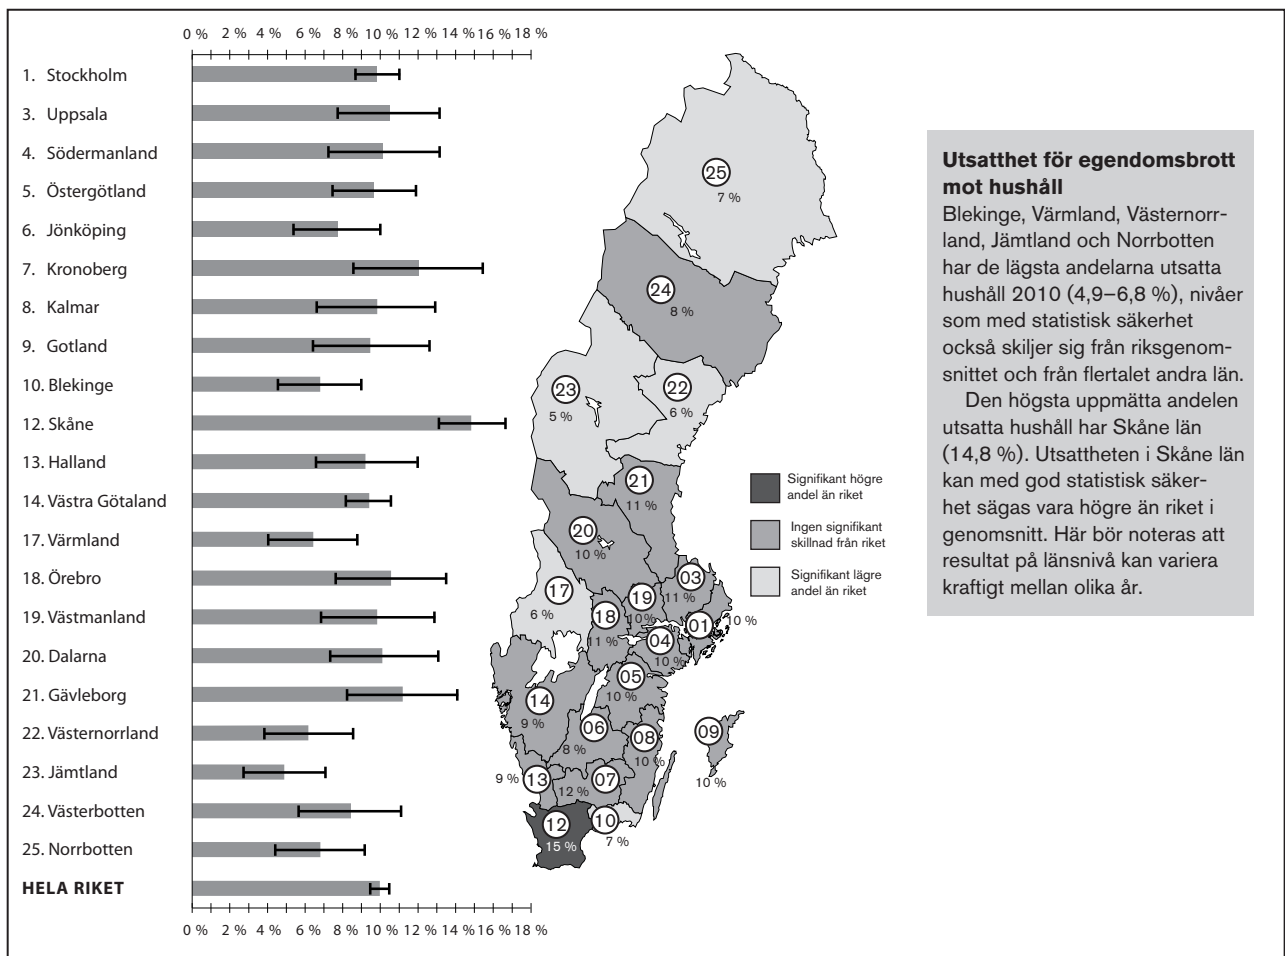 0 % 2 % 4 % 6 % 8 % 10 % 12 % 14 % 16 % 18 %
1. Stockholm
3. Uppsala
4. Södermanland
5. Östergötland
6. Jönköping
7. Kronoberg
8. Kalmar
9. Gotland
10. Blekinge
12. Skåne
13. Halland
14. Västra Götaland
17. Värmland
18. Örebro
19. Västmanland
20. Dalarna
21. Gävleborg
22. Västernorrland
23. Jämtland
24. Västerbotten
25. Norrbotten
HELA RIKET
0 % 2 % 4 % 6 % 8 % 10 % 12 % 14 % 16 % 18 %
25
7 %
24
8 %
23
5 %
22
6 %
21
11 %
20
10 %
03
11 %
17
6 %
19
10%
18
11 %
01
10 %
04
10 %
05
10 %
14
9 %
06
8 %
08
10 %
09
10 %
13
9 %
07
12 %
12
15 %
10
7 %
Signifikant högre
andel än riket
Ingen signifikant
skillnad från riket
Signifikant lägre
andel än riket
Utsatthet för egendomsbrott
mot hushåll
Blekinge, Värmland, Västernorr-
land, Jämtland och Norrbotten
har de lägsta andelarna utsatta
hushåll 2010 (4,9–6,8 %), nivåer
som med statistisk säkerhet
också skiljer sig från riksgenom-
snittet och från flertalet andra län.
Den högsta uppmätta andelen
utsatta hushåll har Skåne län
(14,8 %). Utsattheten i Skåne län
kan med god statistisk säker-
het sägas vara högre än riket i
genomsnitt. Här bör noteras att
resultat på länsnivå kan variera
kraftigt mellan olika år.